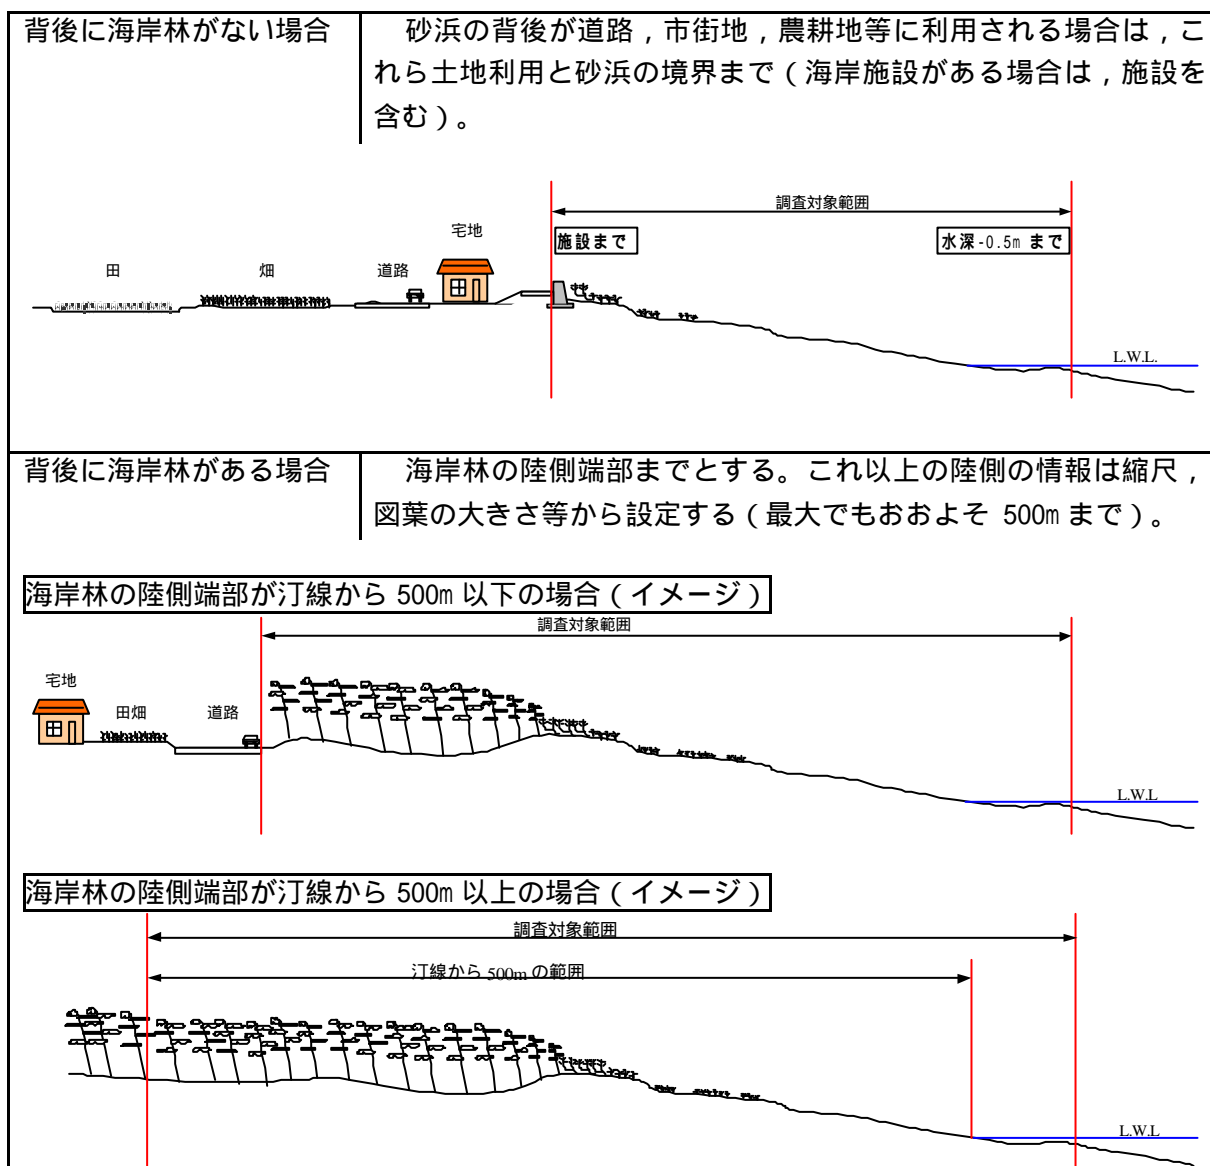 背後に海岸林がない場合
砂浜の背後が道路，市街地，農耕地等に利用される場合は，こ
れら土地利用と砂浜の境界まで（海岸施設がある場合は，施設を
含む）。
調査対象範囲
宅地
施設まで
水深-0.5m まで
田
畑
道路
L.W.L.
背後に海岸林がある場合
海岸林の陸側端部までとする。これ以上の陸側の情報は縮尺，
図葉の大きさ等から設定する（最大でもおおよそ 500m まで）。
海岸林の陸側端部が汀線から 500m 以下の場合（イメージ）
調査対象範囲
宅地
田畑
道路
L.W.L
海岸林の陸側端部が汀線から 500m 以上の場合（イメージ）
調査対象範囲
汀線から 500m の範囲
L.W.L